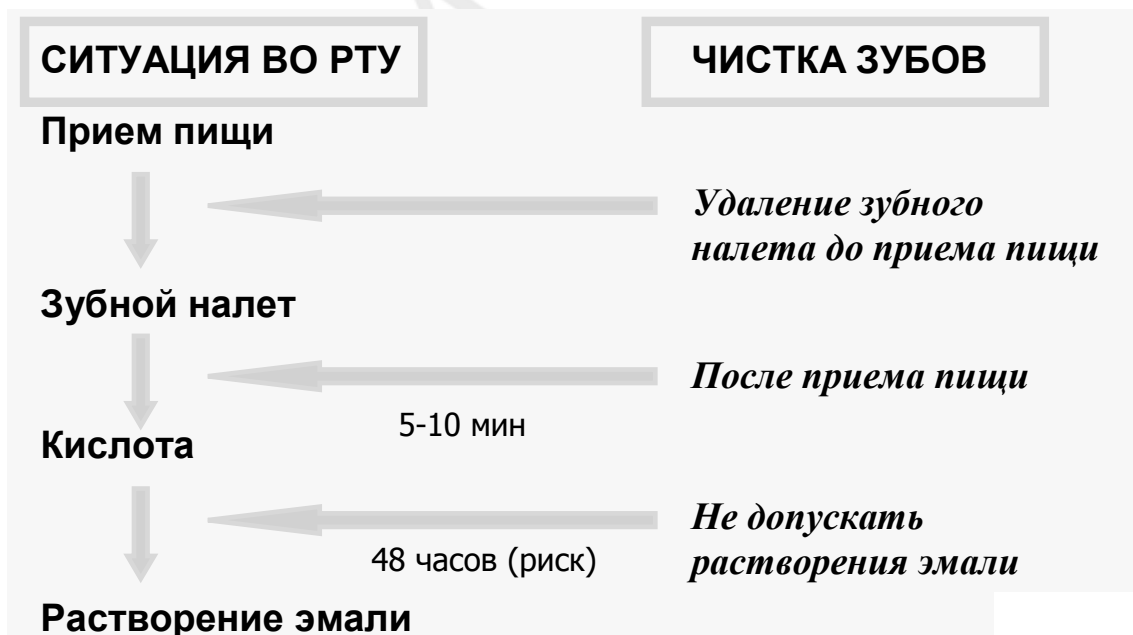 СИТУАЦИЯ ВО РТУ
ЧИСТКА ЗУБОВ
Прием пищи
Удаление зубного
налета до приема пищи
Зубной налет
После приема пищи
5-10 мин
Кислота
Не допускать
растворения эмали
48 часов (риск)
Растворение эмали